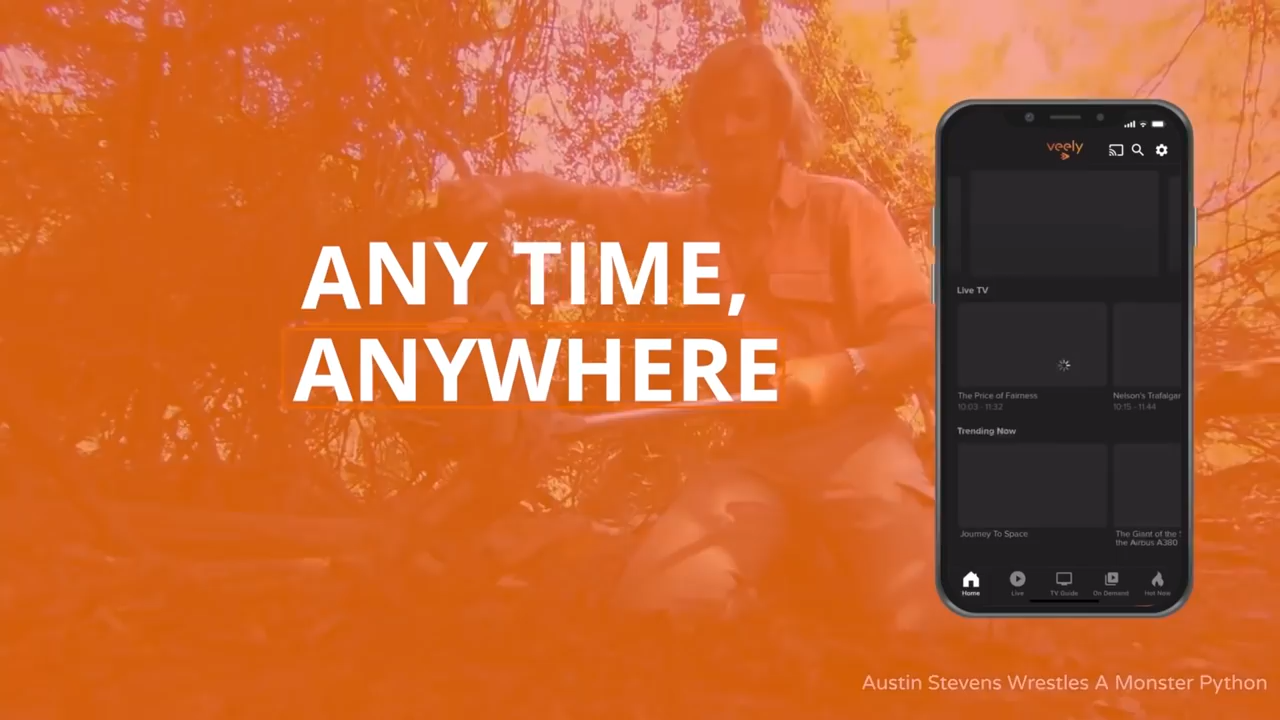 ANY TIME,
ANYWHERE
veely
Live TV
The Price of Fairness
10:03 - 11:32
Nelson's Trafalgar
10:15 - 11:44
Trending Now
Journey To Space
The Giant of the
the Airbus A380
Home
Live
TV Guide
On Demand
Hot New
Austin Stevens Wrestles A Monster Python